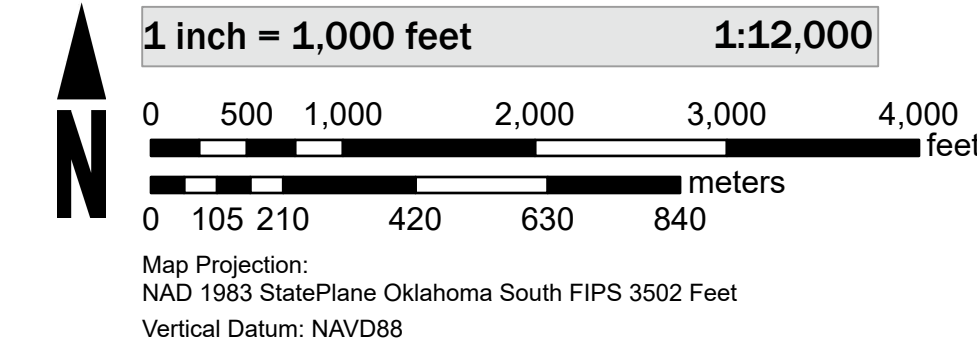 1 inch = 1,000 feet 1:12,000
0 500 1,000 2,000 3,000 4,000
feet
N
meters
0 105 210 420 630 840
Map Projection:
NAD 1983 StatePlane Oklahoma South FIPS 3502 Feet
Vertical Datum: NAVD88